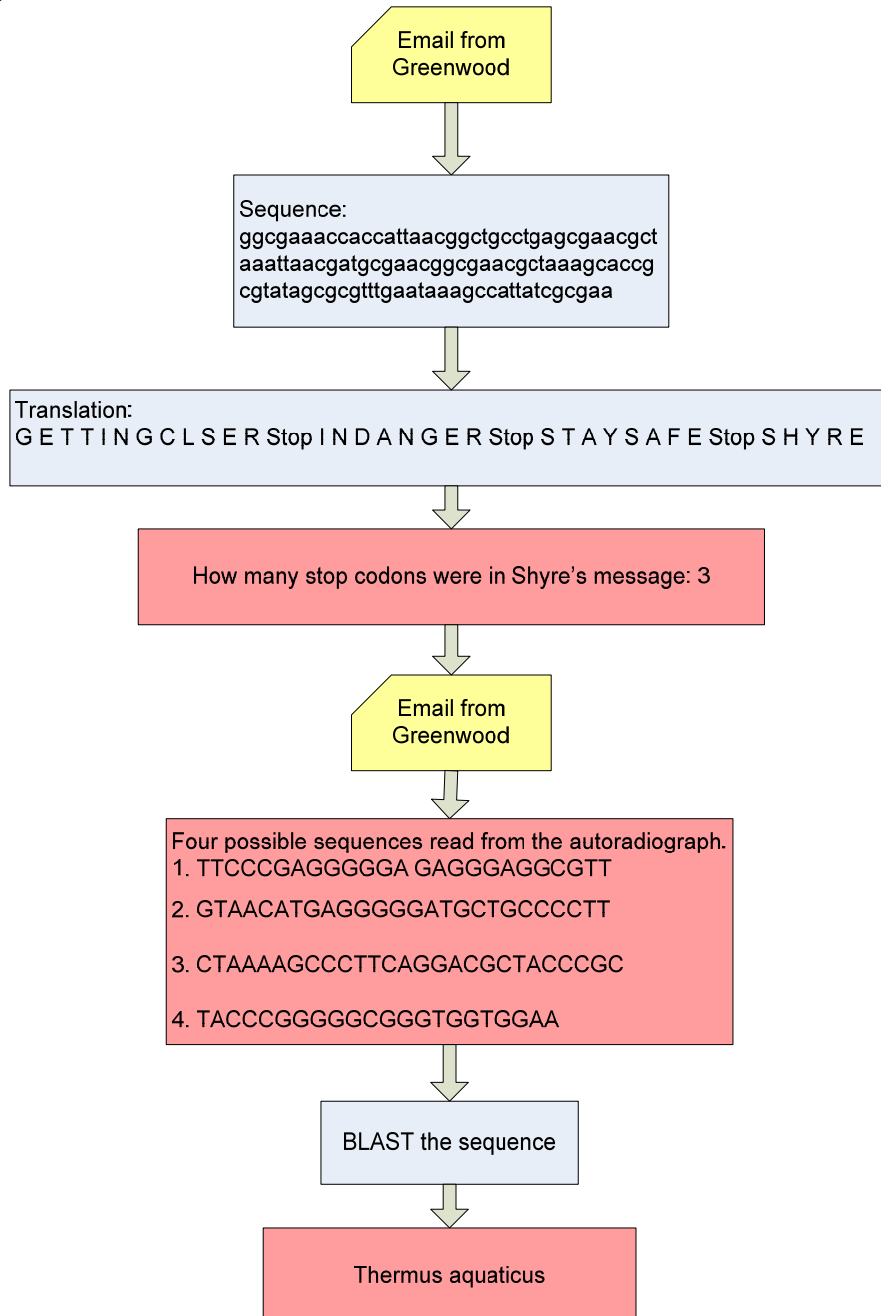 Email from
Greenwood
Sequence:
ggcgaaaccaccattaacggctgcctgagcgaacgct
aaattaacgatgcgaacggcgaacgctaaagcaccg
cgtatagcgcgtttgaataaagccattatcgcgaa
Translation:
G E T T I N G C L S E R Stop I N D A N G E R Stop S T A Y S A F E Stop S H Y R E
How many stop codons were in Shyre’s message: 3
Email from
Greenwood
Four possible sequences read from the autoradiograph.
1. TTCCCGAGGGGGA GAGGGAGGCGTT
2. GTAACATGAGGGGGATGCTGCCCCTT
3. CTAAAAGCCCTTCAGGACGCTACCCGC
4. TACCCGGGGGCGGGTGGTGGAA
BLAST the sequence
Thermus aquaticus